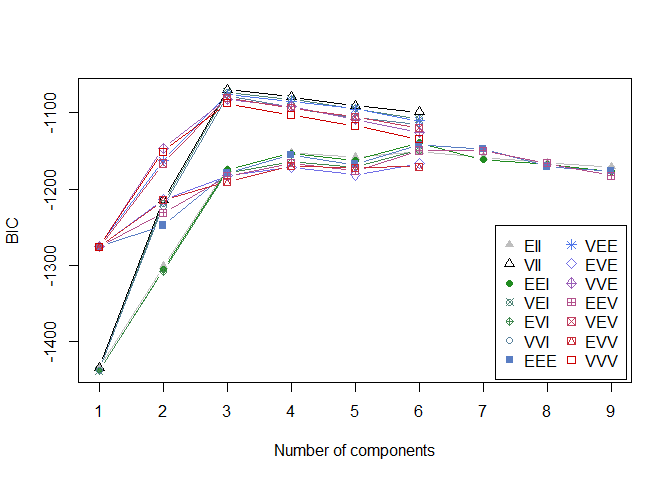 BIC
-1100
-1200
-1300
-1400
EII
VII
EEI
VEI
EVI
VVI
EEE
VEE
EVE
VVE
EEV
VEV
EVV
VVV
1 2 3 4 5 6 7 8 9
Number of components